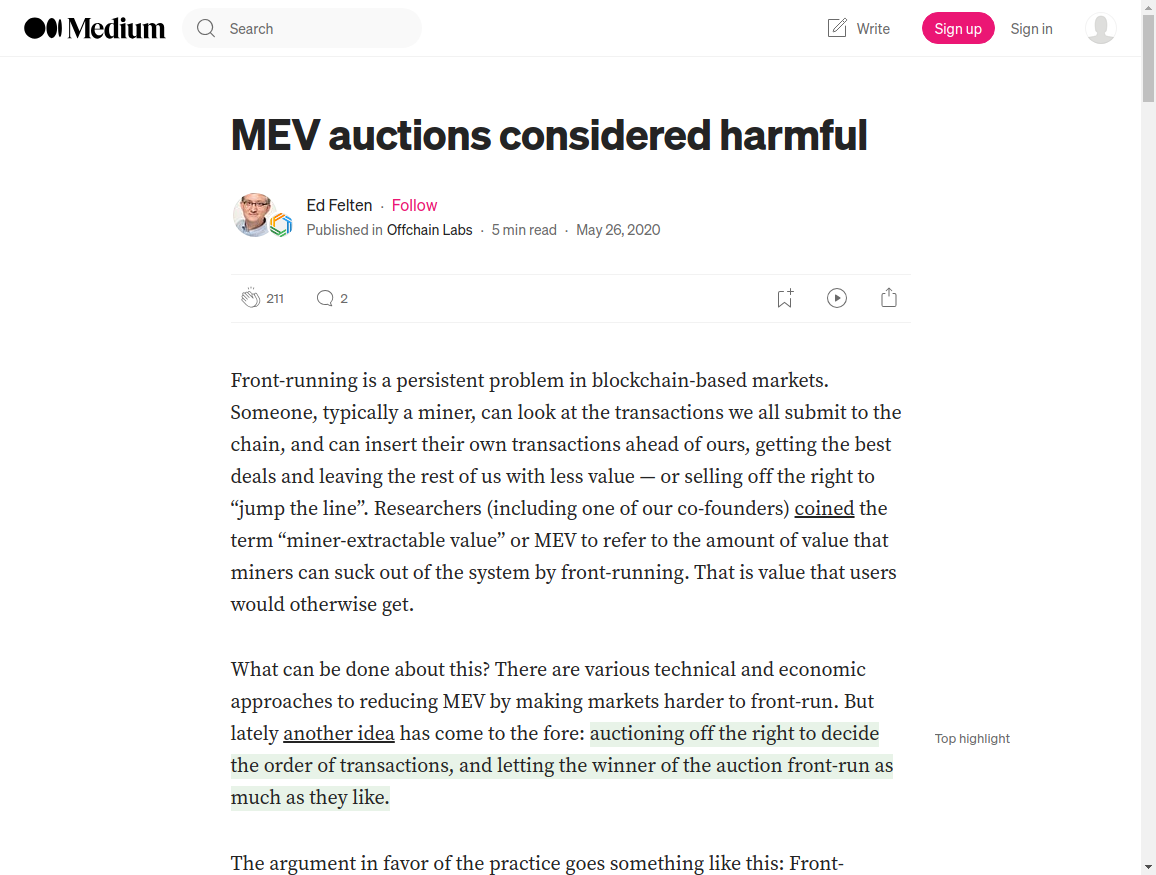 Medium
Search
Write
Sign up
Sign in
MEV auctions considered harmful
Ed Felten · Follow
Published in Offchain Labs · 5 min read · May 26, 2020
211
2
Front-running is a persistent problem in blockchain-based markets.
Someone, typically a miner, can look at the transactions we all submit to the
chain, and can insert their own transactions ahead of ours, getting the best
deals and leaving the rest of us with less value — or selling off the right to
“jump the line”. Researchers (including one of our co-founders) coined the
term “miner-extractable value” or MEV to refer to the amount of value that
miners can suck out of the system by front-running. That is value that users
would otherwise get.
What can be done about this? There are various technical and economic
approaches to reducing MEV by making markets harder to front-run. But
lately another idea has come to the fore: auctioning off the right to decide
the order of transactions, and letting the winner of the auction front-run as
much as they like.
Top highlight
The argument in favor of the practice goes something like this: Front-